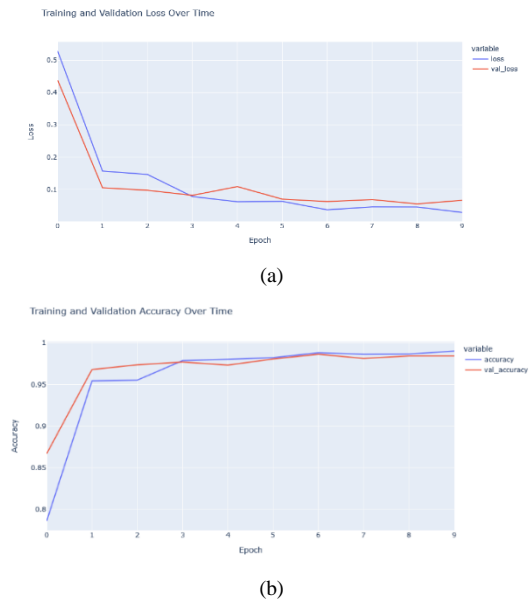 Training and Validation Loss Over Time
variable
loss
val_loss
0.5
0.4
0.3
0.2
0.1
Loss
0 1 2 3 4 5 6 7 8 9
Epoch
(a)
Training and Validation Accuracy Over Time
variable
accuracy
val_accuracy
1
0.95
0.9
0.85
0.8
Accuracy
0 1 2 3 4 5 6 7 8 9
Epoch
(b)